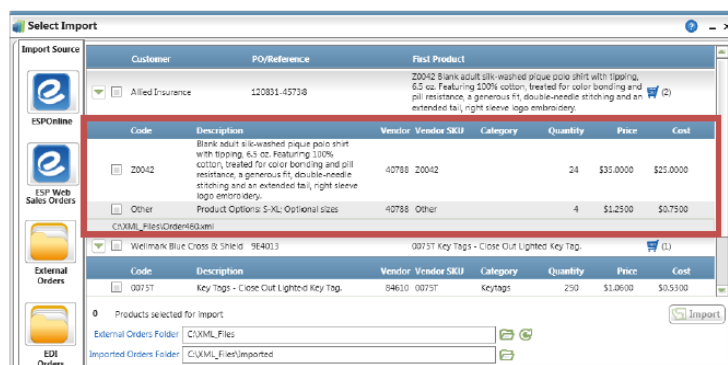 Select Import
Import Source
Customer PO/Reference First Product
Allied Insurance 120831-45738 Z0042 Blank adult silk-washed pique polo shirt with tipping,
6.5 oz. Featuring 100% cotton, treated for color bonding and
pill resistance, a generous fit, double-needle stitching and an
extended tail, right sleeve logo embroidery.
(2)
ESPOnline
Code Description Vendor Vendor SKU Category Quantity Price Cost
Z0042 Blank adult silk-washed pique polo shirt
with tipping, 6.5 oz. Featuring 100%
cotton, treated for color bonding and pill
resistance, a generous fit, double-needle
stitching and an extended tail, right sleeve
logo embroidery.
40788 Z0042 24 $35.0000 $25.0000
ESP Web
Sales Orders
Other Product Options: S-XL: Optional sizes 40788 Other 4 $1.2500 $0.7500
C:\XML_Files\Order460.xml
Wellmark Blue Cross & Shield 9E4013 0075T Key Tags - Close Out Lighted Key Tag. (1)
External
Orders
Code Description Vendor Vendor SKU Category Quantity Price Cost
0075T Key Tags - Close Out Lighted Key Tag. 84610 0075T Keytags 250 $1.0600 $0.5300
0 Products selected for import
Import
External Orders Folder C:\XML_Files
Imported Orders Folder C:\XML_Files\Imported
EDI
Orders